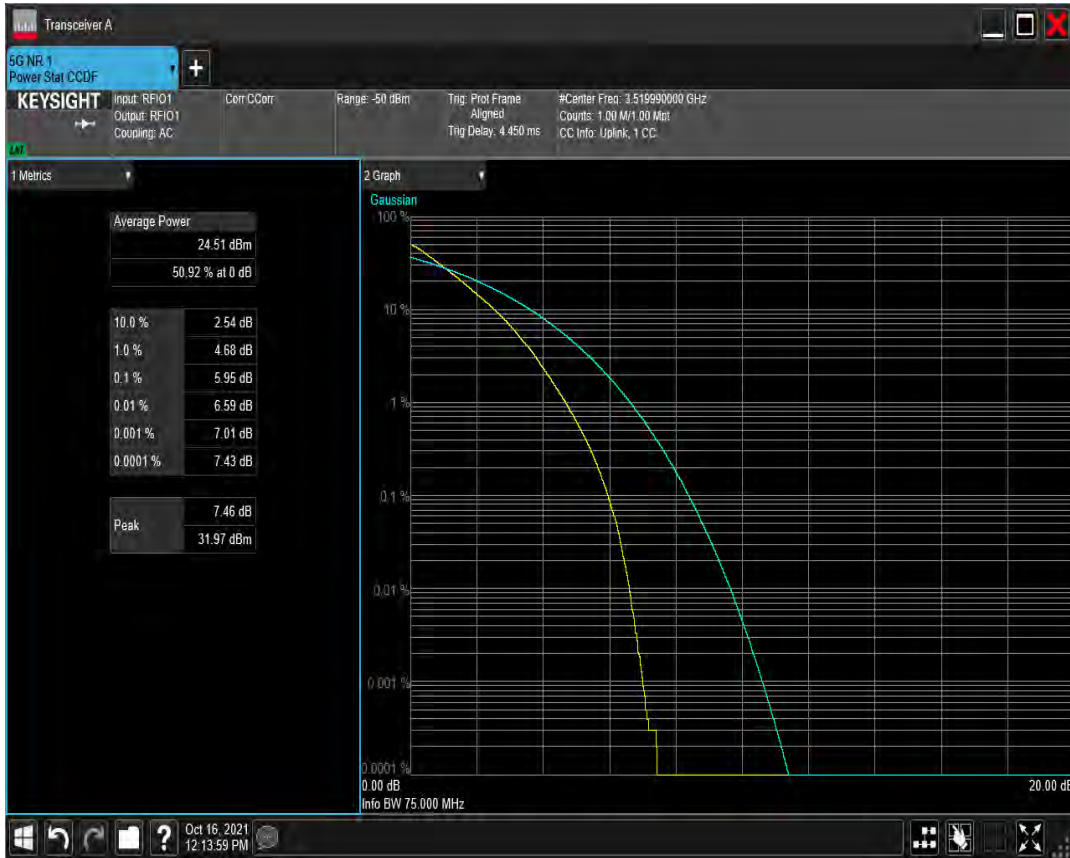 Transceiver A
5G NR 1
Power Stat CCDF
+
KEYSIGHT
Input: RFIO1
Output: RFIO1
Coupling: AC
Corr CCorr
Range: -50 dBm
Trig: Prot Frame
Aligned
Trig Delay: 4.450 ms
#Center Freq: 3.519990000 GHz
Counts: 1.00 M/1.00 Mpt
CC Info: Uplink, 1 CC
1 Metrics
Average Power
24.51 dBm
50.92 % at 0 dB
10.0 % 2.54 dB
1.0 % 4.68 dB
0.1 % 5.95 dB
0.01 % 6.59 dB
0.001 % 7.01 dB
0.0001 % 7.43 dB
Peak
7.46 dB
31.97 dBm
2 Graph
Gaussian
100 %
10 %
1 %
0.1 %
0.01 %
0.001 %
0.0001 %
0.00 dB
20.00 dB
Info BW 75.000 MHz
?
Oct 16, 2021
12:13:59 PM